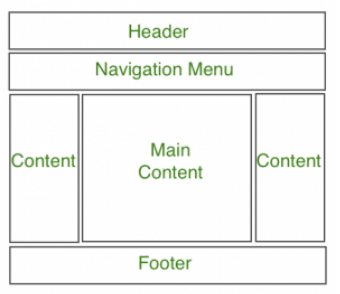 Header
Navigation Menu
Content
Main
Content
Content
Footer